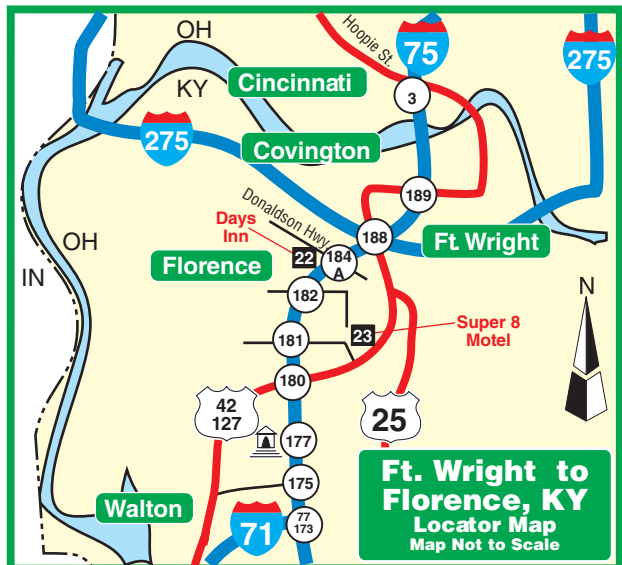 OH
Hoopie St.
75
275
KY
Cincinnati
3
275
Covington
189
Donaldson Hwy.
Days
Inn
188
Ft. Wright
OH
22
184
A
Florence
IN
182
N
23
Super 8
Motel
181
180
42
127
25
177
Ft. Wright to
Florence, KY
Locator Map
Map Not to Scale
175
Walton
71
77
173